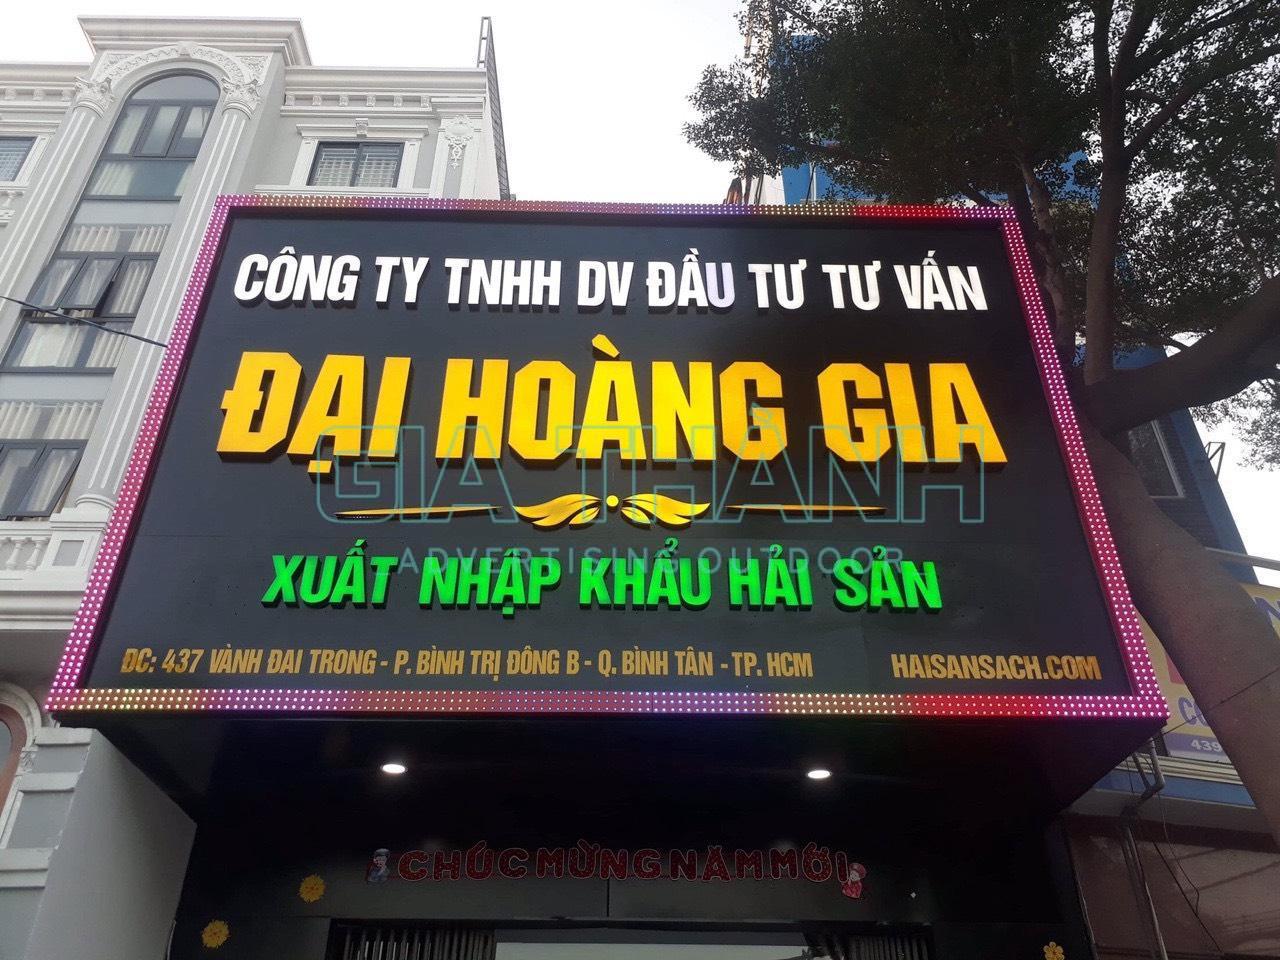 CÔNG TY TNHH DV ĐẦU TƯ TƯ VẤN
ĐẠI HOÀNG GIA
GIA THÀNH
ADVERTISING OUTDOOR
XUẤT NHẬP KHẨU HẢI SẢN
ĐC: 437 VÀNH ĐAI TRONG - P. BÌNH TRỊ ĐÔNG B - Q. BÌNH TÂN - TP. HCM HAISANSACH.COM
CHÚC MỪNG NĂM MỚI
439